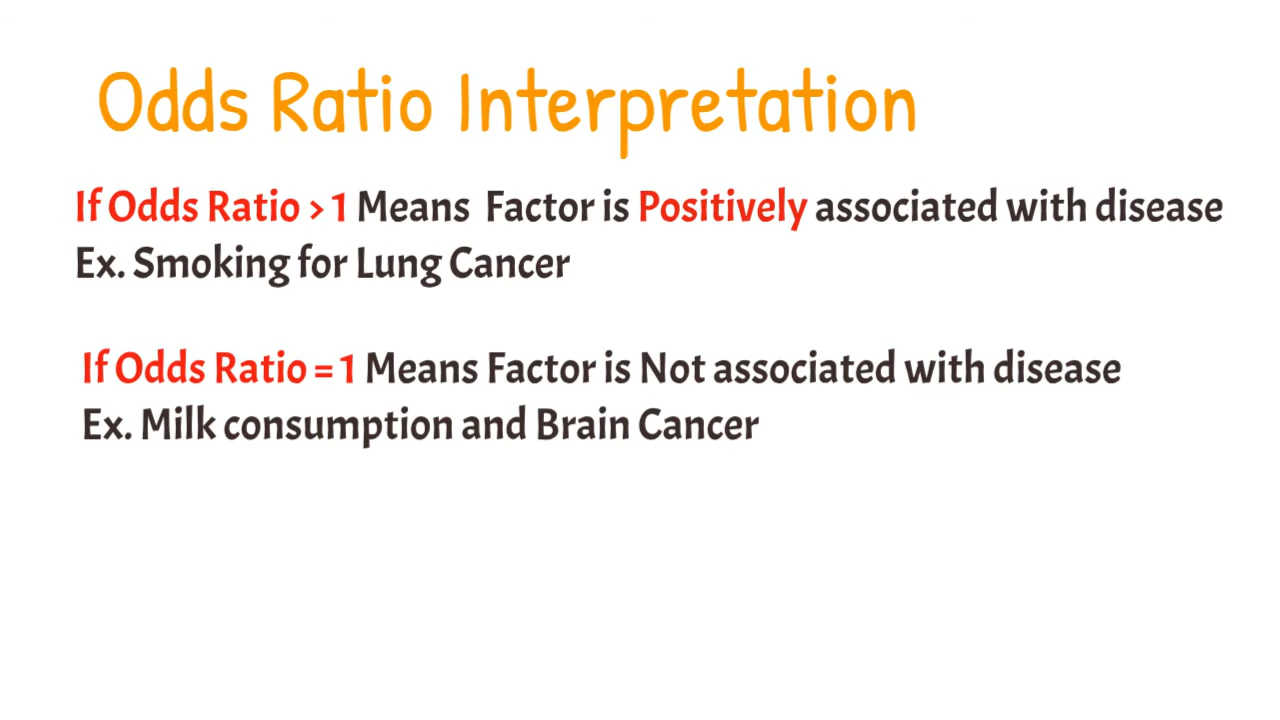 Odds Ratio Interpretation
If Odds Ratio > 1 Means Factor is Positively associated with disease
Ex. Smoking for Lung Cancer
If Odds Ratio = 1 Means Factor is Not associated with disease
Ex. Milk consumption and Brain Cancer